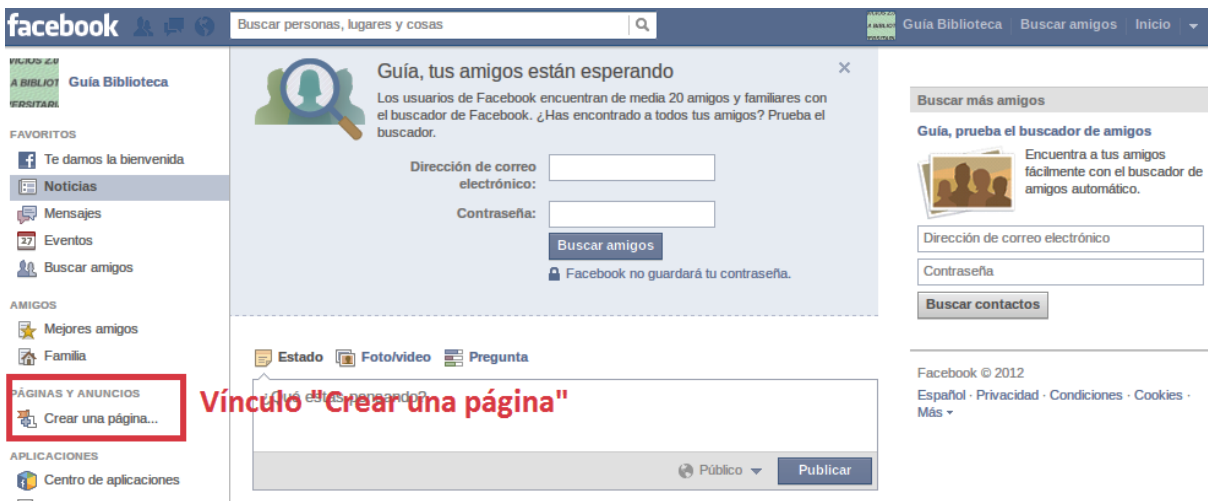 facebook
Buscar personas, lugares y cosas
Guía Biblioteca
Buscar amigos
Inicio
A BIBLIOT
Guía Biblioteca
FAVORITOS
Te damos la bienvenida
Noticias
Mensajes
27
Eventos
Buscar amigos
AMIGOS
Mejores amigos
Familia
PÁGINAS Y ANUNCIOS
Crear una página...
APLICACIONES
Centro de aplicaciones
Guía, tus amigos están esperando
Los usuarios de Facebook encuentran de media 20 amigos y familiares con
el buscador de Facebook. ¿Has encontrado a todos tus amigos? Prueba el
buscador.
Dirección de correo
electrónico:
Contraseña:
Buscar amigos
Facebook no guardará tu contraseña.
Estado
Foto/video
Pregunta
¿Qué estás pensando?
Vínculo "Crear una página"
Público
Publicar
Buscar más amigos
Guía, prueba el buscador de amigos
Encuentra a tus amigos
fácilmente con el buscador de
amigos automático.
Dirección de correo electrónico
Contraseña
Buscar contactos
Facebook © 2012
Español · Privacidad · Condiciones · Cookies ·
Más